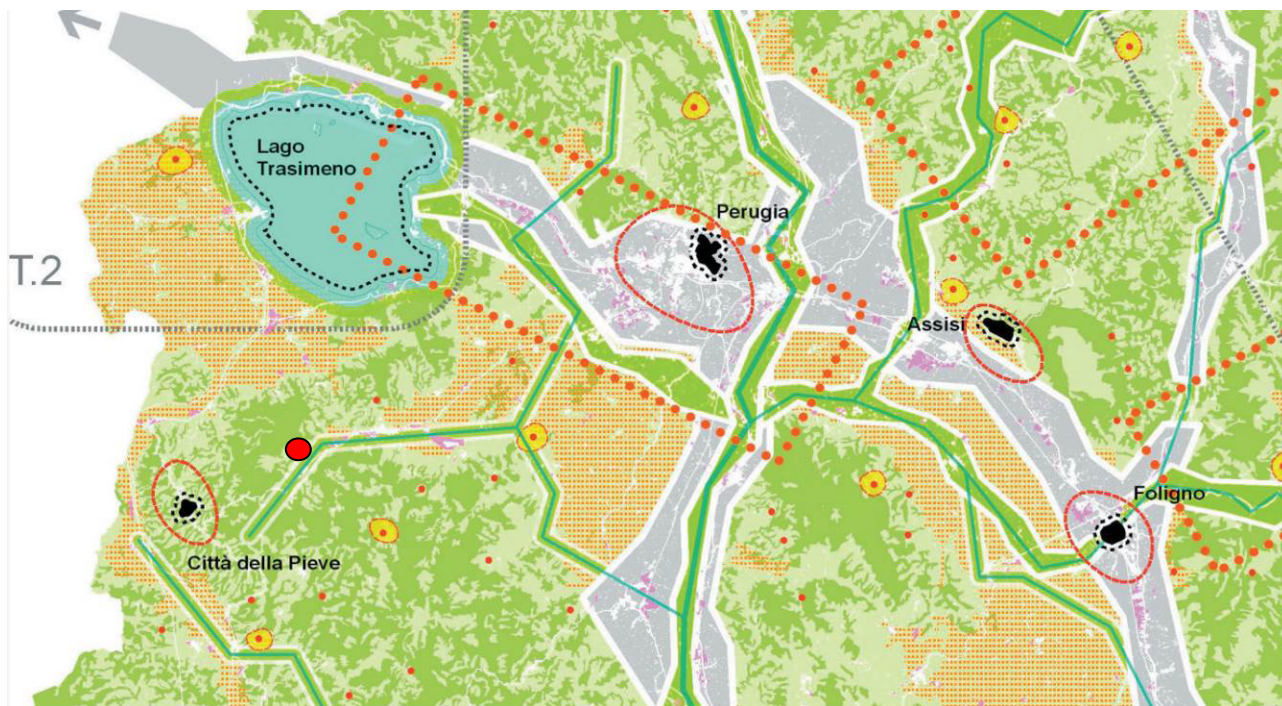 Lago
Trasimeno
Perugia
T.2
Assisi
Foligno
Città della Pieve